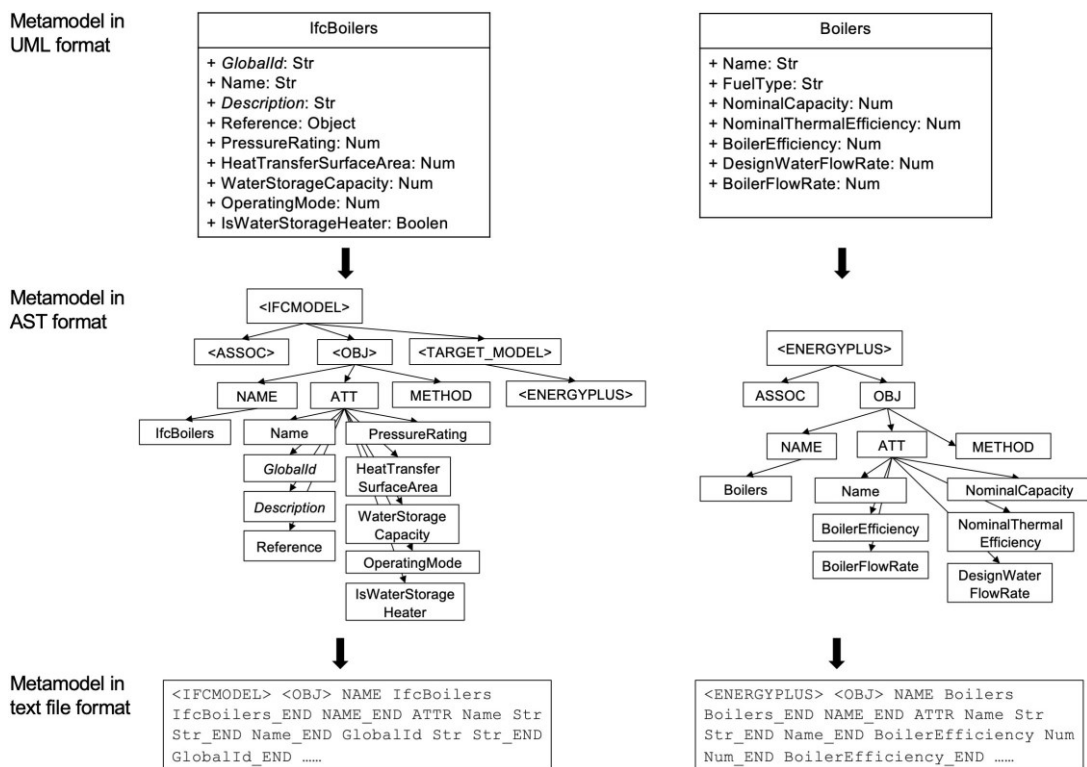 Metamodel in
UML format
IfcBoilers
+ GlobalId: Str
+ Name: Str
+ Description: Str
+ Reference: Object
+ PressureRating: Num
+ HeatTransferSurfaceArea: Num
+ WaterStorageCapacity: Num
+ OperatingMode: Num
+ IsWaterStorageHeater: Boolen
Boilers
+ Name: Str
+ FuelType: Str
+ NominalCapacity: Num
+ NominalThermalEfficiency: Num
+ BoilerEfficiency: Num
+ DesignWaterFlowRate: Num
+ BoilerFlowRate: Num
Metamodel in
AST format
<IFCMODEL>
<ASSOC>
<OBJ>
<TARGET_MODEL>
NAME
ATT
METHOD
<ENERGYPLUS>
IfcBoilers
Name
PressureRating
GlobalId
HeatTransfer
SurfaceArea
Description
WaterStorage
Capacity
Reference
OperatingMode
IsWaterStorage
Heater
<ENERGYPLUS>
ASSOC
OBJ
NAME
ATT
METHOD
Boilers
Name
NominalCapacity
BoilerEfficiency
NominalThermal
Efficiency
BoilerFlowRate
DesignWater
FlowRate
Metamodel in
text file format
<IFCMODEL> <OBJ> NAME IfcBoilers
IfcBoilers_END NAME_END ATTR Name Str
Str_END Name_END GlobalId Str Str_END
GlobalId_END ……
<ENERGYPLUS> <OBJ> NAME Boilers
Boilers_END NAME_END ATTR Name Str
Str_END Name_END BoilerEfficiency Num
Num_END BoilerEfficiency_END ……